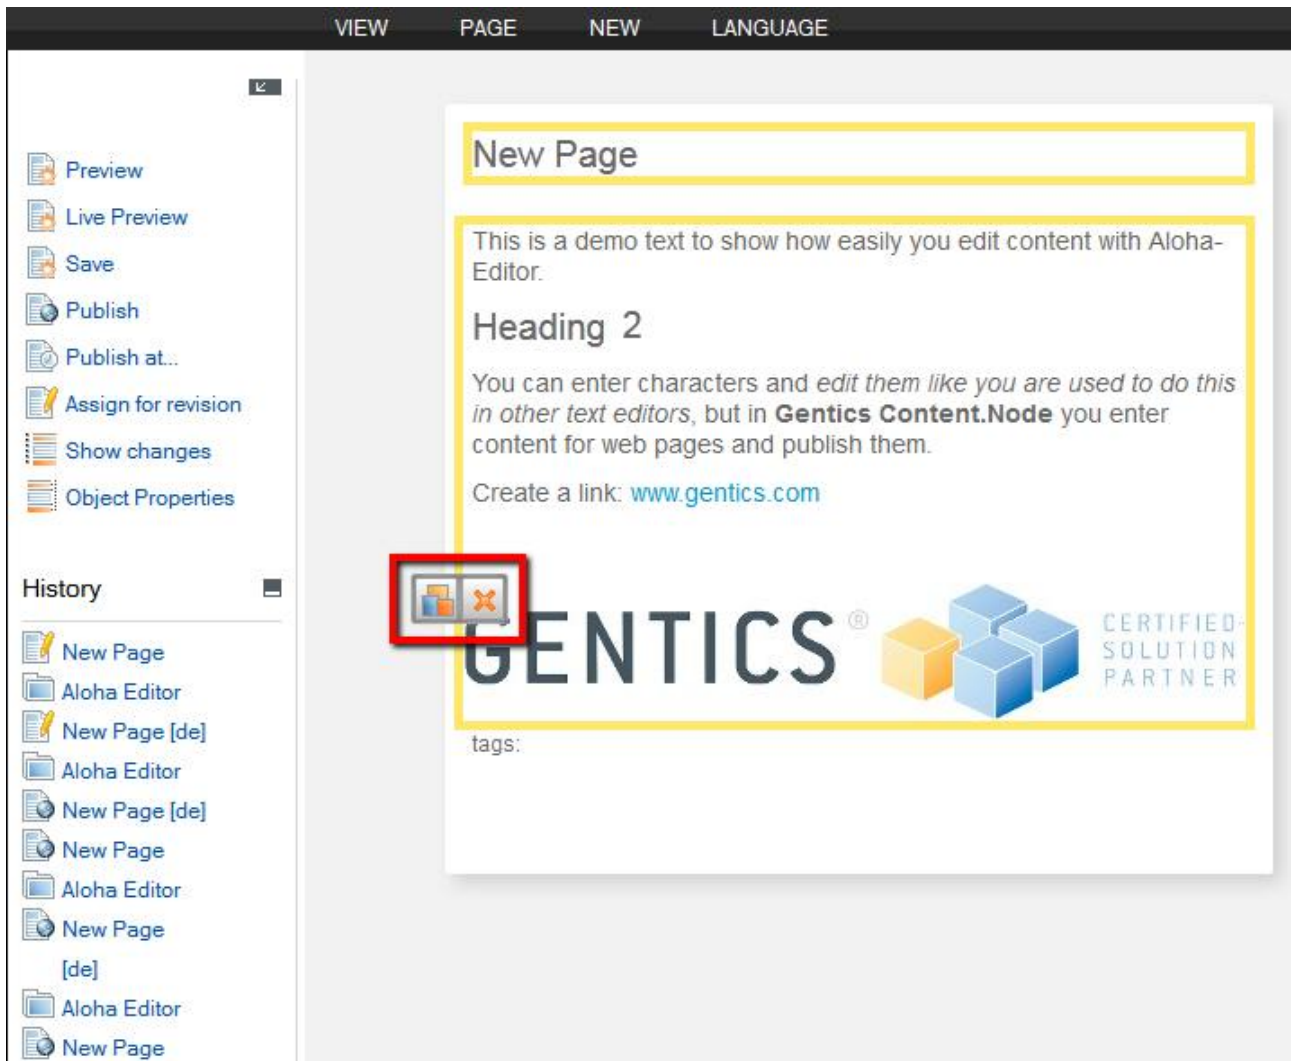 VIEW PAGE NEW LANGUAGE
Preview
Live Preview
Save
Publish
Publish at...
Assign for revision
Show changes
Object Properties
History
New Page
Aloha Editor
New Page [de]
Aloha Editor
New Page [de]
New Page
Aloha Editor
New Page
[de]
Aloha Editor
New Page
New Page
This is a demo text to show how easily you edit content with Aloha-
Editor.
Heading 2
You can enter characters and edit them like you are used to do this
in other text editors, but in Gentics Content.Node you enter
content for web pages and publish them.
Create a link: www.gentics.com
GENTICS®
CERTIFIED-
SOLUTION
PARTNER
tags: